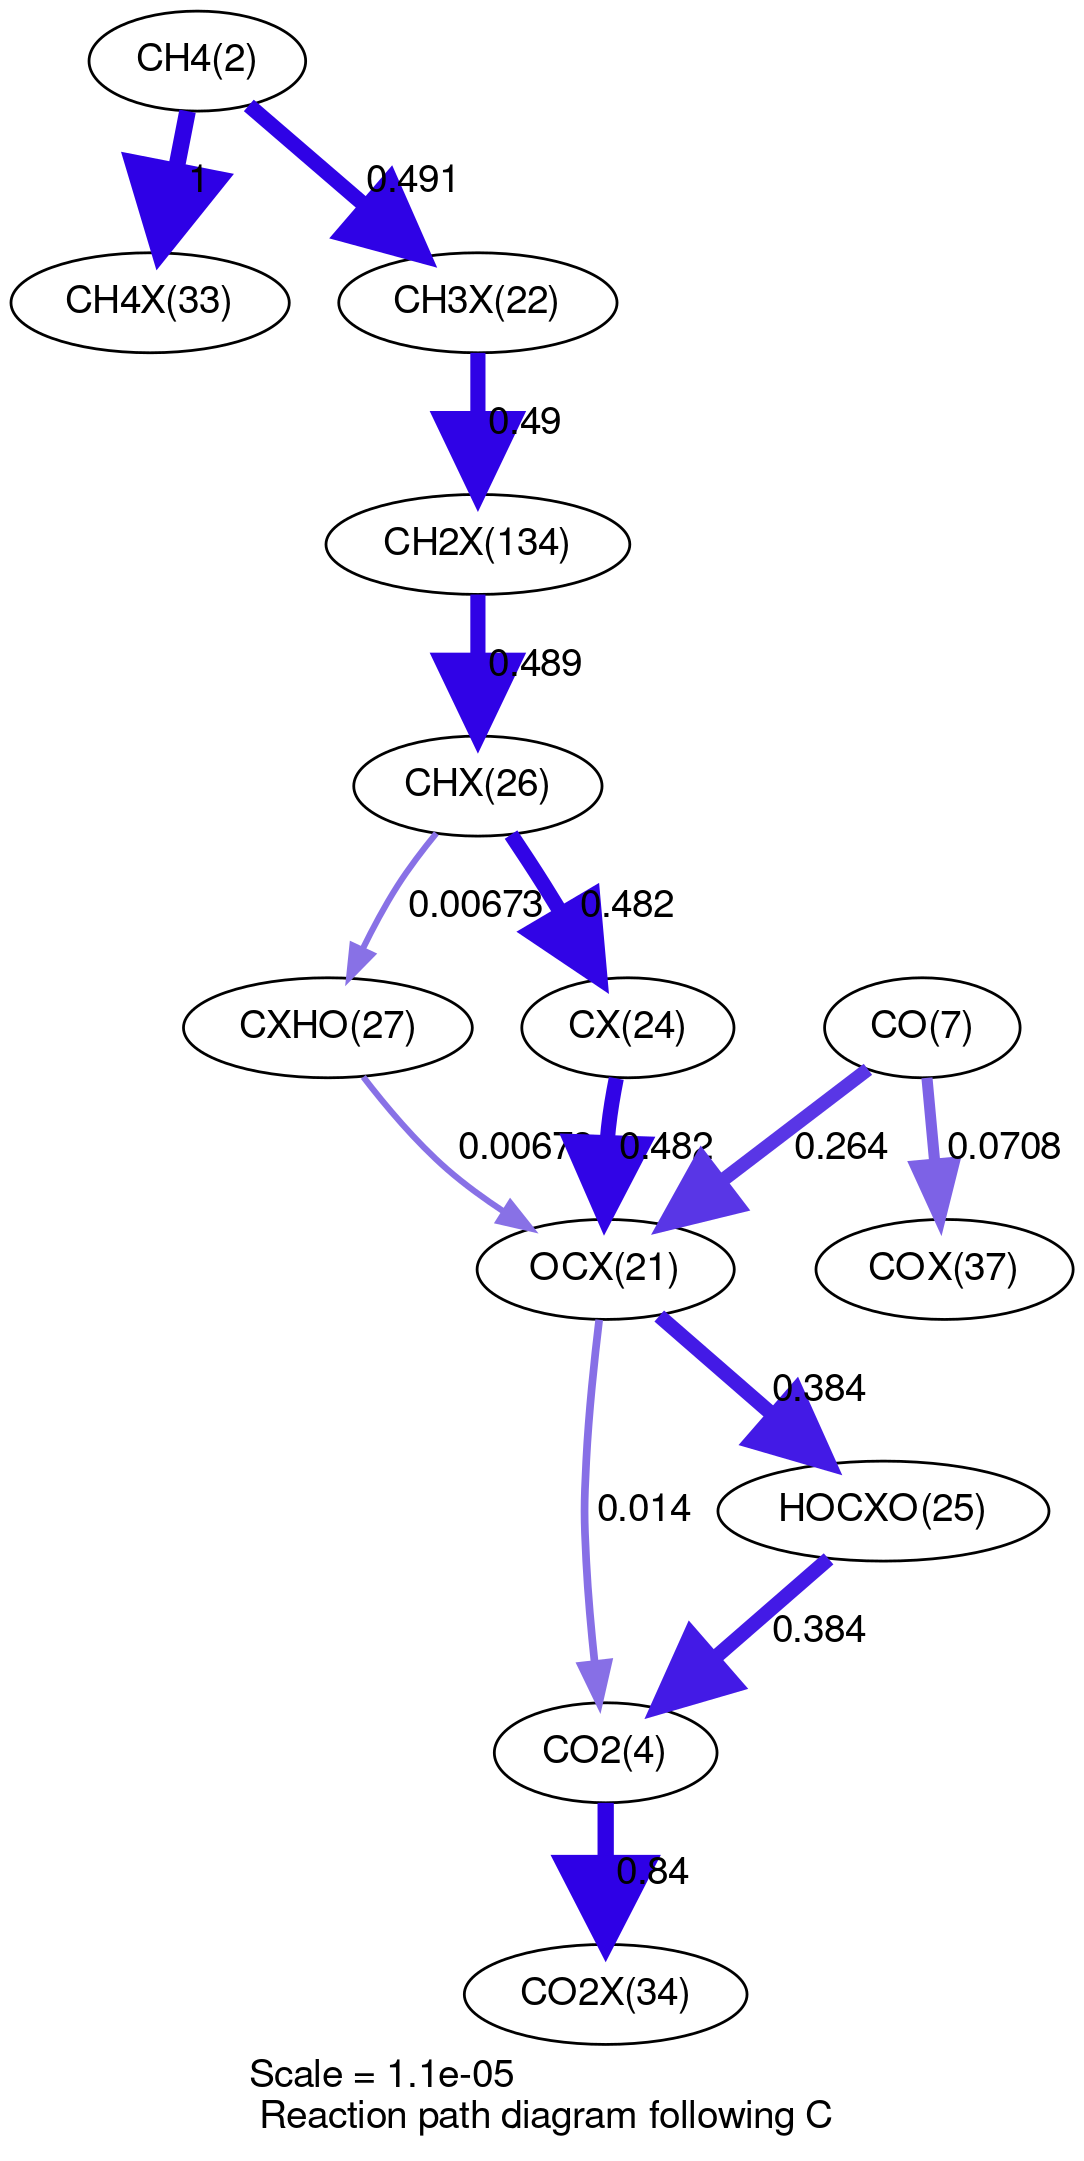 CH4(2)
1
0.491
CH4X(33)
CH3X(22)
0.49
CH2X(134)
0.489
CHX(26)
0.00673
0.482
CXHO(27)
CX(24)
CO(7)
0.482
0.264
0.0708
OCX(21)
COX(37)
0.384
0.014
HOCXO(25)
0.384
CO2(4)
0.84
CO2X(34)
Scale = 1.1e-05
Reaction path diagram following C